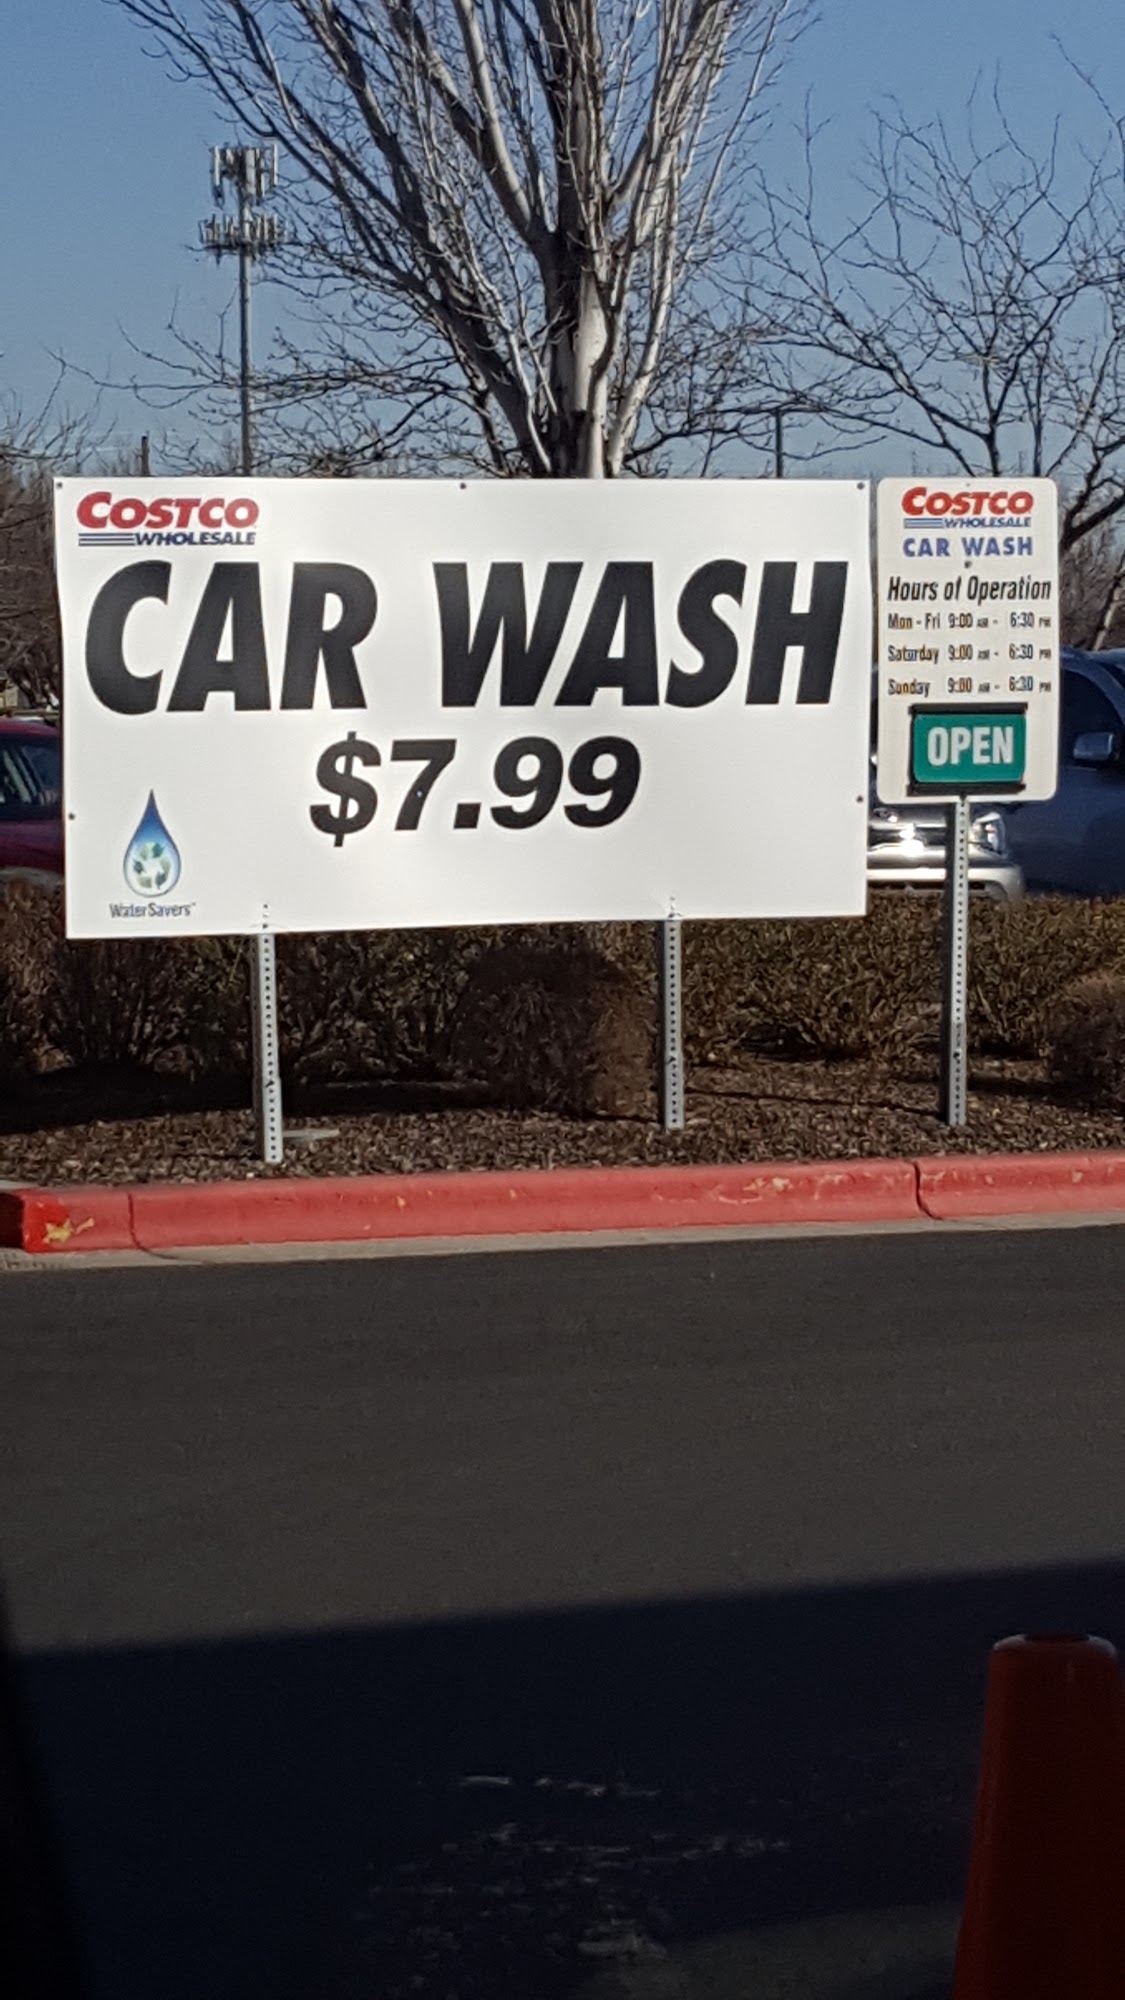 COSTCO
WHOLESALE
CAR WASH
$7.99
WaterSavers™
COSTCO
WHOLESALE
CAR WASH
Hours of Operation
Mon - Fri 9:00 AM - 6:30 PM
Saturday 9:00 AM - 6:30 PM
Sunday 9:00 AM - 6:30 PM
OPEN